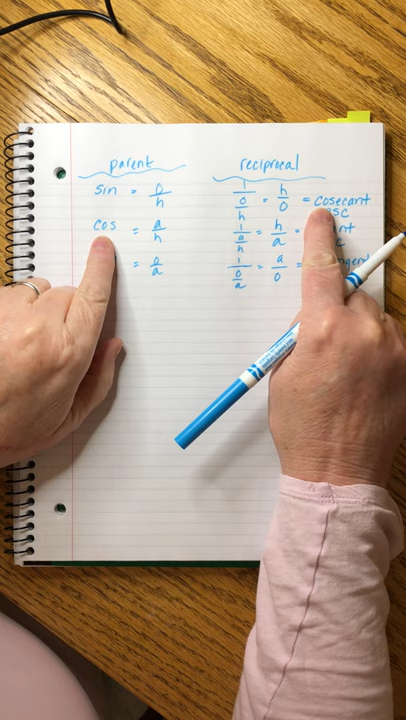 parent reciprocal
sin = o/h 1/(o/h) = h/o = cosecant
csc
cos = a/h 1/(a/h) = h/a =
= o/a 1/(o/a) = a/o =